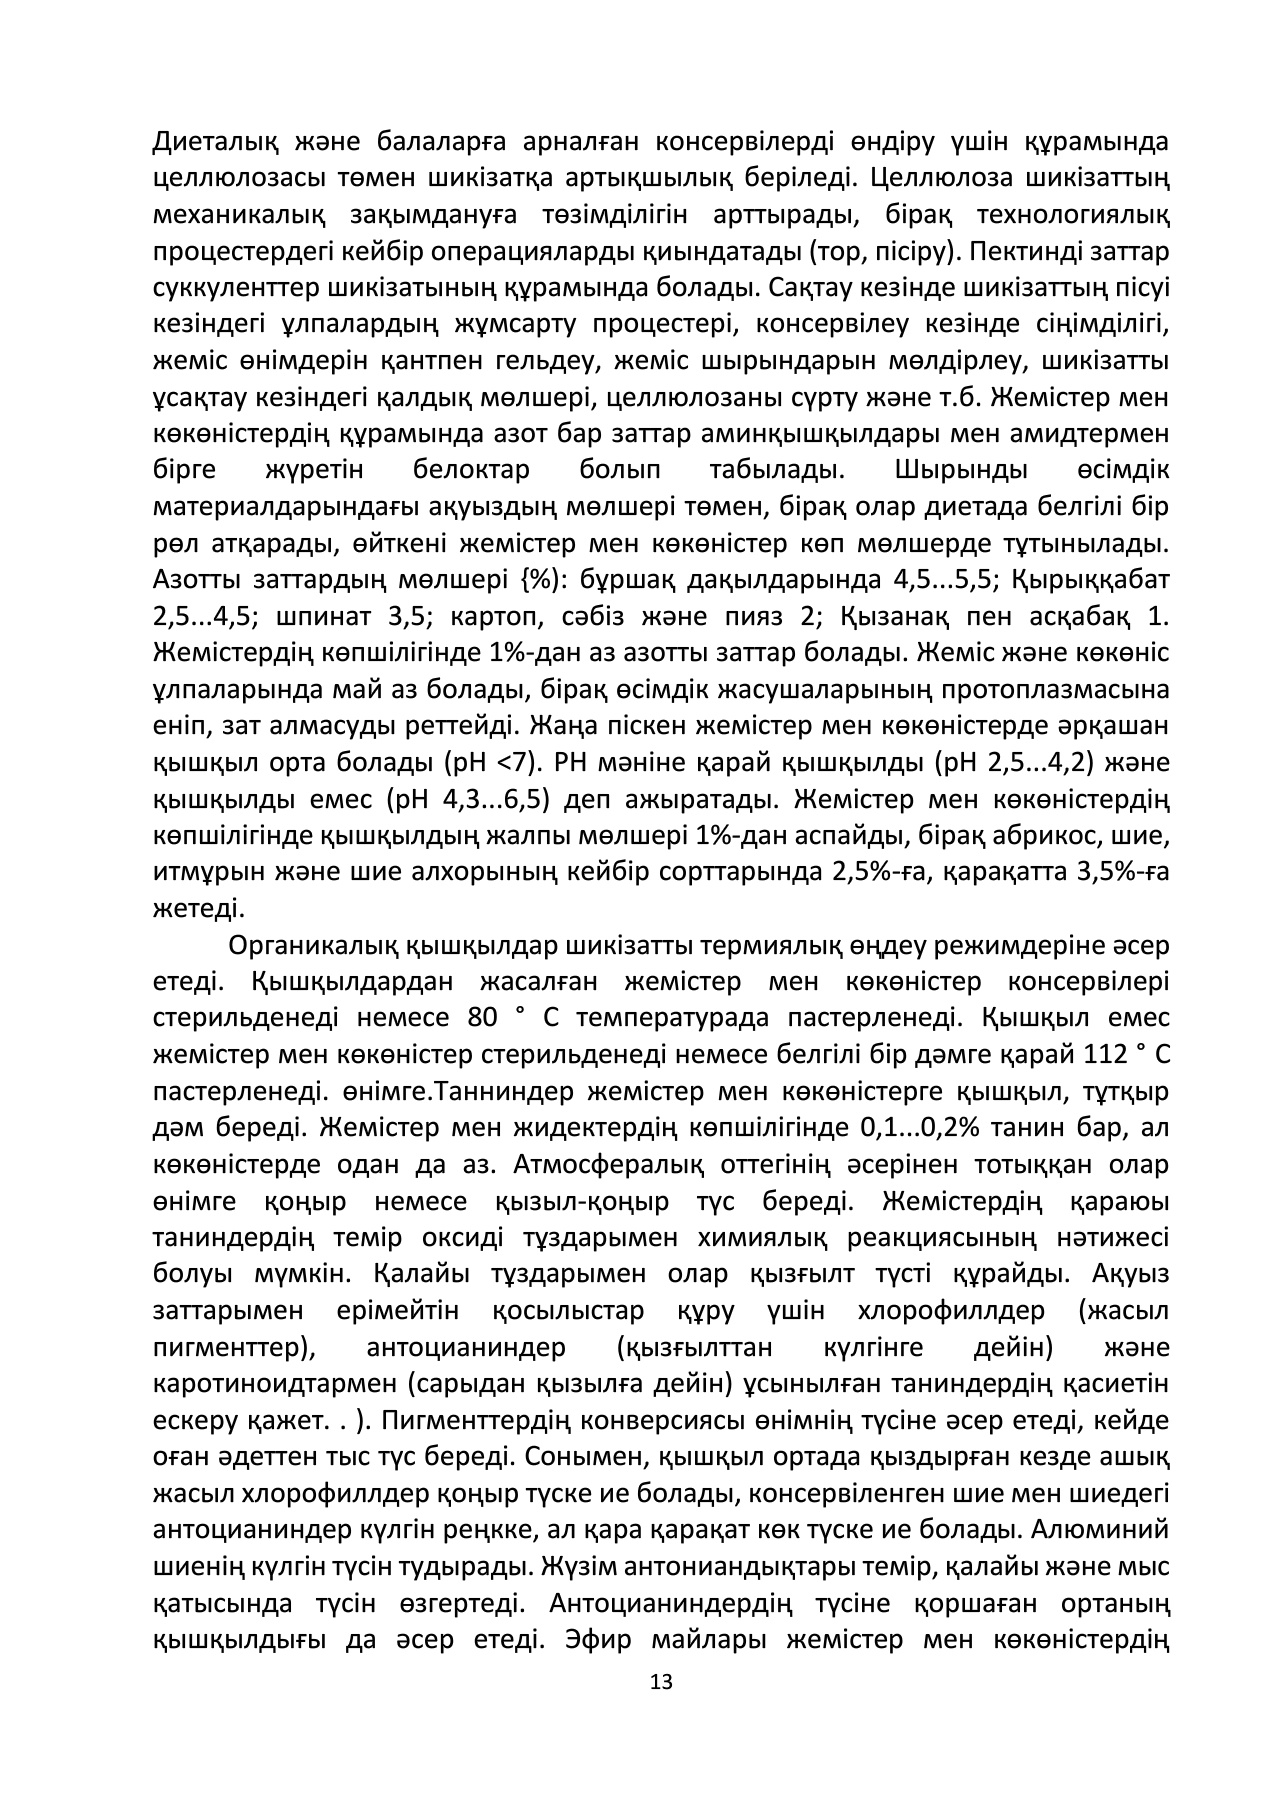 Диеталық және балаларға арналған консервілерді өндіру үшін құрамында
целлюлозасы төмен шикізатқа артықшылық беріледі. Целлюлоза шикізаттың
механикалық зақымдануға төзімділігін арттырады, бірақ технологиялық
процестердегі кейбір операцияларды қиындатады (тор, пісіру). Пектинді заттар
суккуленттер шикізатының құрамында болады. Сақтау кезінде шикізаттың пісуі
кезіндегі ұлпалардың жұмсарту процестері, консервілеу кезінде сіңімділігі,
жеміс өнімдерін қантпен гельдеу, жеміс шырындарын мөлдірлеу, шикізатты
ұсақтау кезіндегі қалдық мөлшері, целлюлозаны сүрту және т.б. Жемістер мен
көкөністердің құрамында азот бар заттар аминқышқылдары мен амидтермен
бірге жүретін белоктар болып табылады. Шырынды өсімдік
материалдарындағы ақуыздың мөлшері төмен, бірақ олар диетада белгілі бір
рөл атқарады, өйткені жемістер мен көкөністер көп мөлшерде тұтынылады.
Азотты заттардың мөлшері {%): бұршақ дақылдарында 4,5...5,5; Қырыққабат
2,5...4,5; шпинат 3,5; картоп, сәбіз және пияз 2; Қызанақ пен асқабақ 1.
Жемістердің көпшілігінде 1%-дан аз азотты заттар болады. Жеміс және көкөніс
ұлпаларында май аз болады, бірақ өсімдік жасушаларының протоплазмасына
еніп, зат алмасуды реттейді. Жаңа піскен жемістер мен көкөністерде әрқашан
қышқыл орта болады (рН <7). РН мәніне қарай қышқылды (рН 2,5...4,2) және
қышқылды емес (рН 4,3...6,5) деп ажыратады. Жемістер мен көкөністердің
көпшілігінде қышқылдың жалпы мөлшері 1%-дан аспайды, бірақ абрикос, шие,
итмұрын және шие алхорының кейбір сорттарында 2,5%-ға, қарақатта 3,5%-ға
жетеді.
Органикалық қышқылдар шикізатты термиялық өңдеу режимдеріне әсер
етеді. Қышқылдардан жасалған жемістер мен көкөністер консервілері
стерильденеді немесе 80 ° С температурада пастерленеді. Қышқыл емес
жемістер мен көкөністер стерильденеді немесе белгілі бір дәмге қарай 112 ° С
пастерленеді. өнімге.Танниндер жемістер мен көкөністерге қышқыл, тұтқыр
дәм береді. Жемістер мен жидектердің көпшілігінде 0,1...0,2% танин бар, ал
көкөністерде одан да аз. Атмосфералық оттегінің әсерінен тотыққан олар
өнімге қоңыр немесе қызыл-қоңыр түс береді. Жемістердің қараюы
таниндердің темір оксиді тұздарымен химиялық реакциясының нәтижесі
болуы мүмкін. Қалайы тұздарымен олар қызғылт түсті құрайды. Ақуыз
заттарымен ерімейтін қосылыстар құру үшін хлорофиллдер (жасыл
пигменттер), антоцианиндер (қызғылттан күлгінге дейін) және
каротиноидтармен (сарыдан қызылға дейін) ұсынылған таниндердің қасиетін
ескеру қажет. . ). Пигменттердің конверсиясы өнімнің түсіне әсер етеді, кейде
оған әдеттен тыс түс береді. Сонымен, қышқыл ортада қыздырған кезде ашық
жасыл хлорофиллдер қоңыр түске ие болады, консервіленген шие мен шиедегі
антоцианиндер күлгін реңкке, ал қара қарақат көк түске ие болады. Алюминий
шиенің күлгін түсін тудырады. Жүзім антониандықтары темір, қалайы және мыс
қатысында түсін өзгертеді. Антоцианиндердің түсіне қоршаған ортаның
қышқылдығы да әсер етеді. Эфир майлары жемістер мен көкөністердің
13